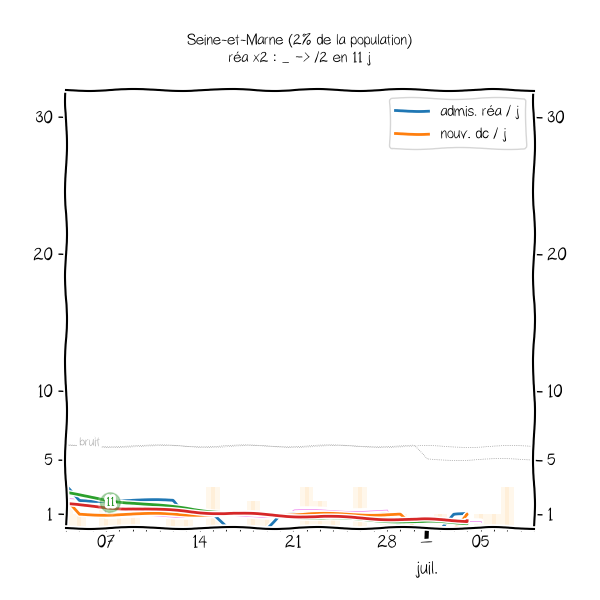 Seine-et-Marne (2% de la population)
réa x2 : _ -> /2 en 11 j
admis. réa / j
nouv. dc / j
30
30
20
20
10
10
bruit
5
5
11
1
1
07
14
21
28
05
juil.